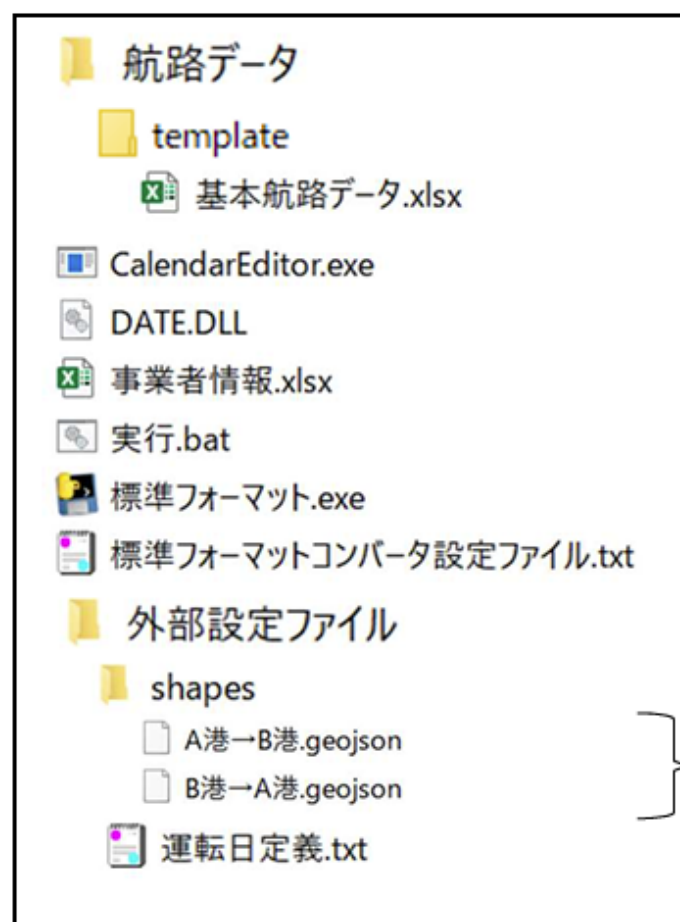 航路データ
template
基本航路データ.xlsx
CalendarEditor.exe
DATE.DLL
事業者情報.xlsx
実行.bat
標準フォーマット.exe
標準フォーマットコンバータ設定ファイル.txt
外部設定ファイル
shapes
A港→B港.geojson
B港→A港.geojson
運転日定義.txt